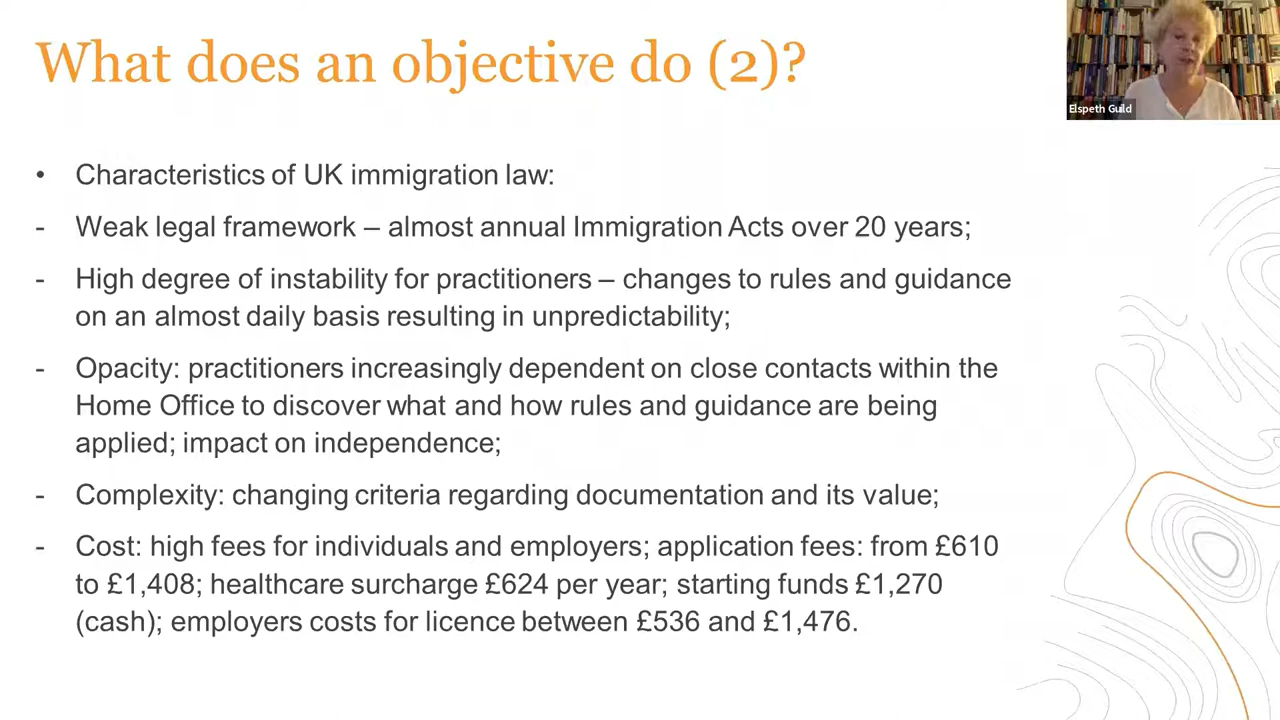 What does an objective do (2)?
Elspeth Guild
• Characteristics of UK immigration law:
- Weak legal framework – almost annual Immigration Acts over 20 years;
- High degree of instability for practitioners – changes to rules and guidance
on an almost daily basis resulting in unpredictability;
- Opacity: practitioners increasingly dependent on close contacts within the
Home Office to discover what and how rules and guidance are being
applied; impact on independence;
- Complexity: changing criteria regarding documentation and its value;
- Cost: high fees for individuals and employers; application fees: from £610
to £1,408; healthcare surcharge £624 per year; starting funds £1,270
(cash); employers costs for licence between £536 and £1,476.